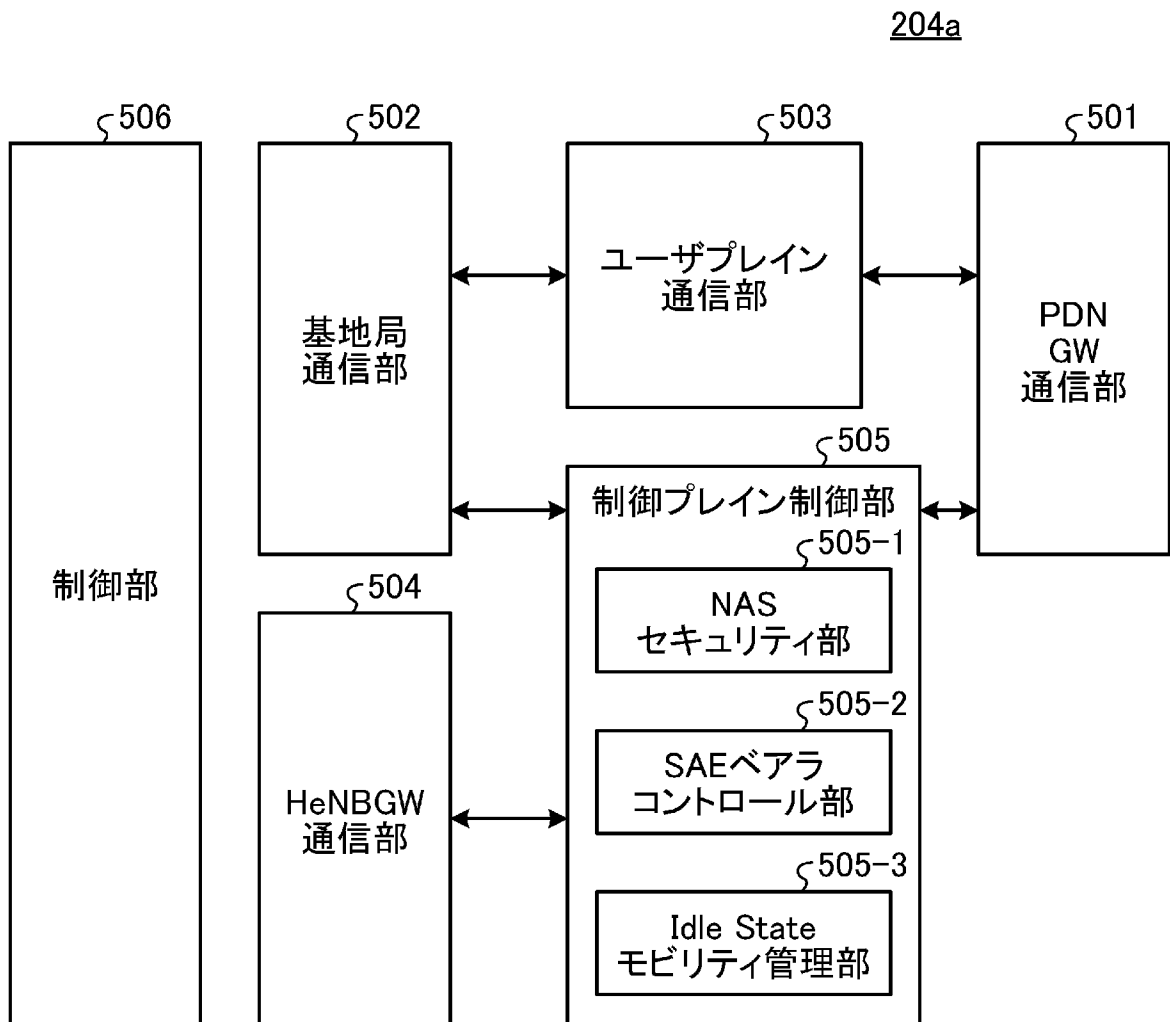 204a
506
502
503
501
ユーザプレイン
通信部
基地局
通信部
PDN
GW
通信部
505
制御プレイン制御部
505-1
NAS
セキュリティ部
制御部
504
505-2
SAEベアラ
コントロール部
HeNBGW
通信部
505-3
Idle State
モビリティ管理部